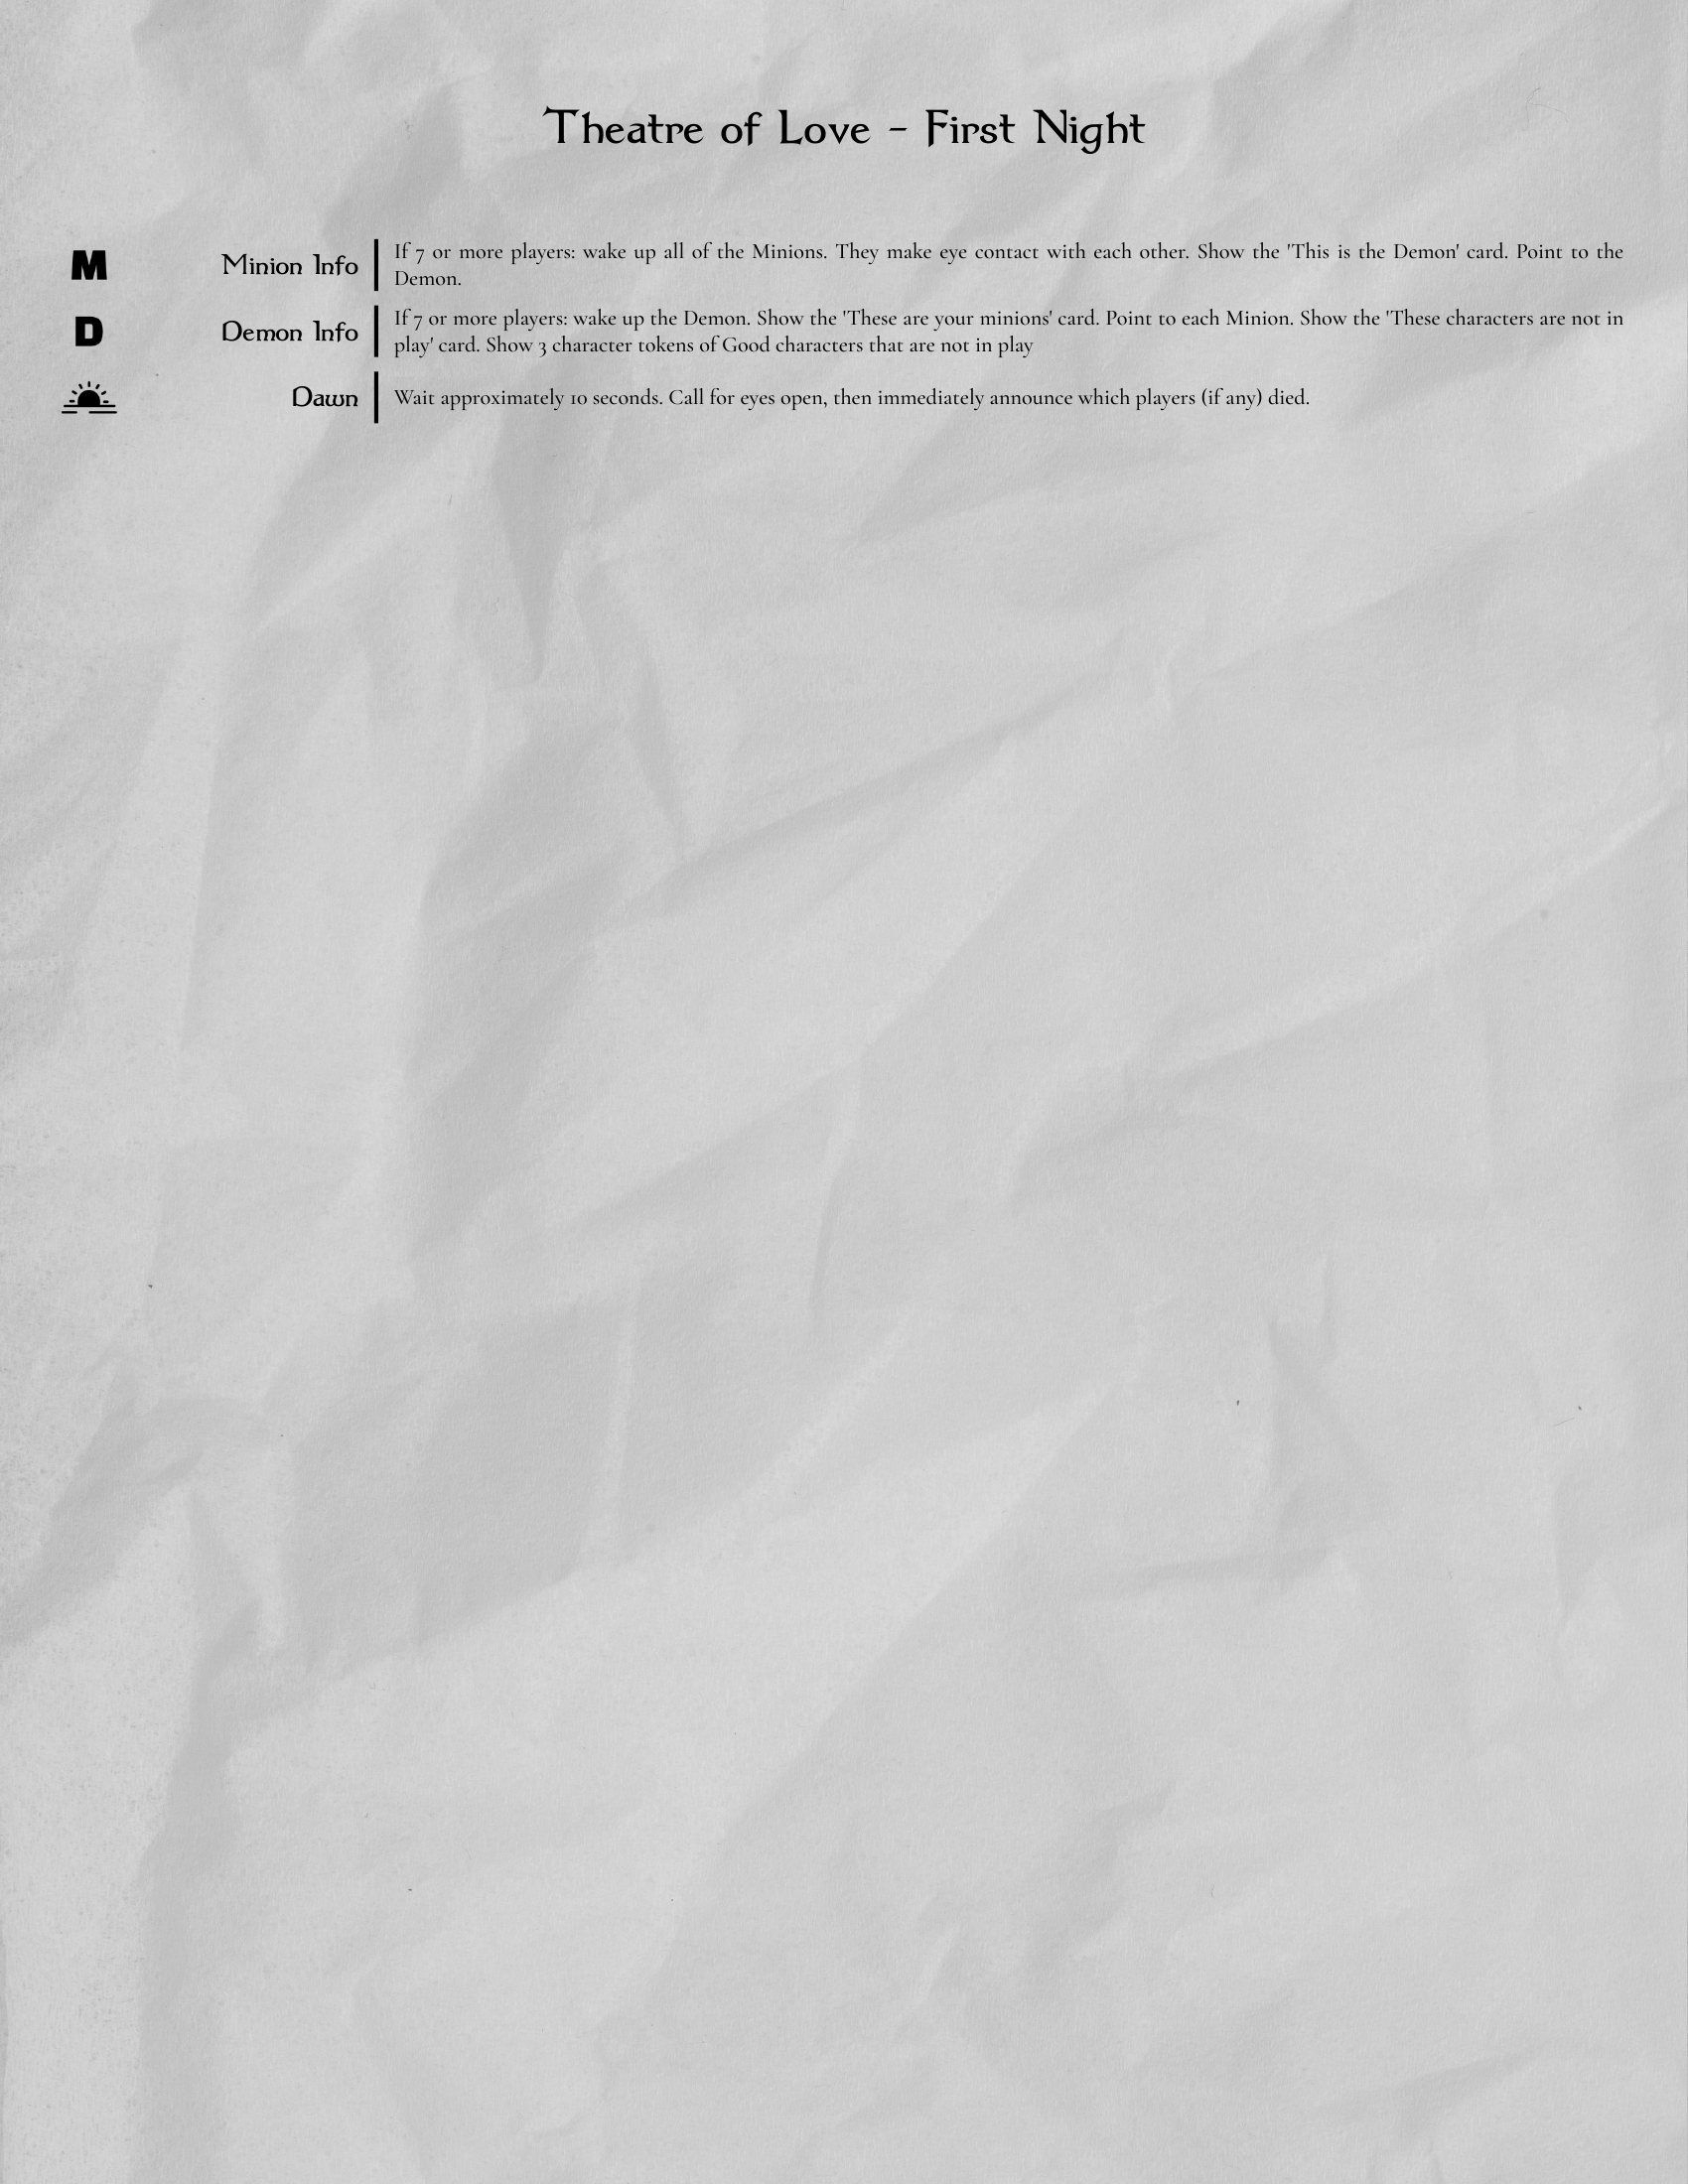 Theatre of Love - First Night
M
Minion Info
If 7 or more players: wake up all of the Minions. They make eye contact with each other. Show the 'This is the Demon' card. Point to the
Demon.
D
Demon Info
If 7 or more players: wake up the Demon. Show the 'These are your minions' card. Point to each Minion. Show the 'These characters are not in
play' card. Show 3 character tokens of Good characters that are not in play
Dawn
Wait approximately 10 seconds. Call for eyes open, then immediately announce which players (if any) died.